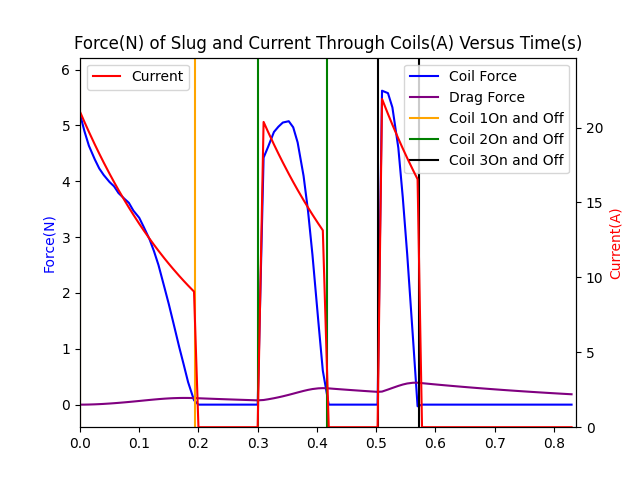 Force(N) of Slug and Current Through Coils(A) Versus Time(s)
Current
Coil Force
Drag Force
Coil 1On and Off
Coil 2On and Off
Coil 3On and Off
6
5
4
3
2
1
0
Force(N)
20
15
10
5
0
Current(A)
0.0 0.1 0.2 0.3 0.4 0.5 0.6 0.7 0.8